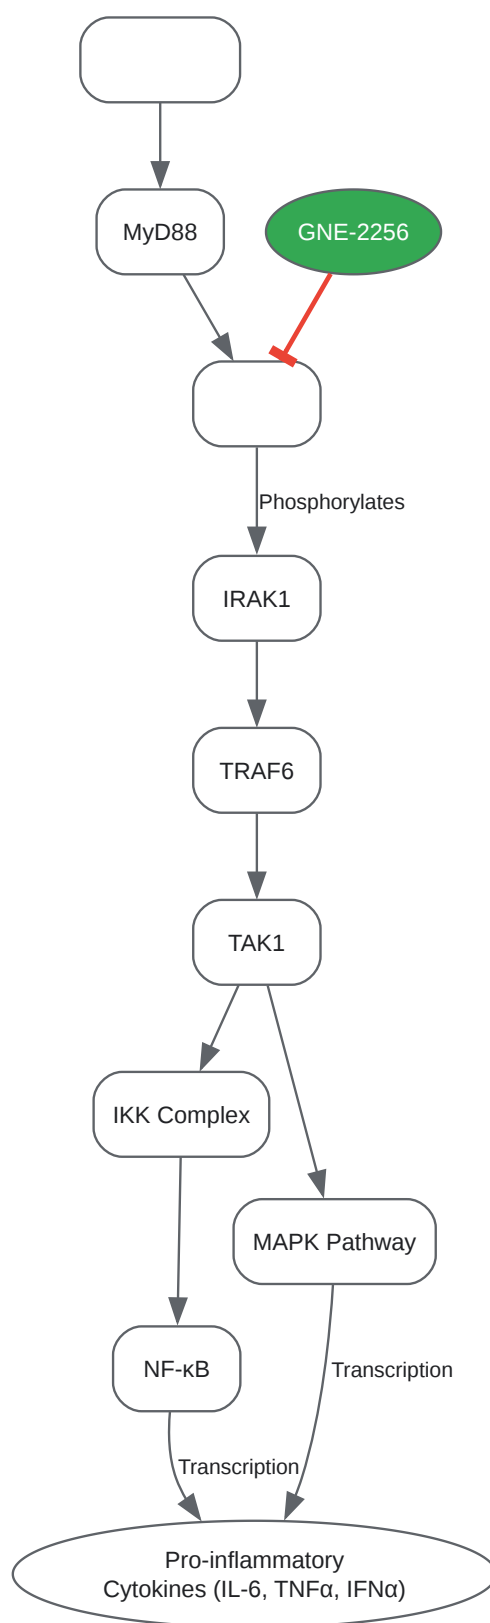 MyD88
GNE-2256
Phosphorylates
IRAK1
TRAF6
TAK1
IKK Complex
MAPK Pathway
NF-κB
Transcription
Transcription
Pro-inflammatory
Cytokines (IL-6, TNFα, IFNα)